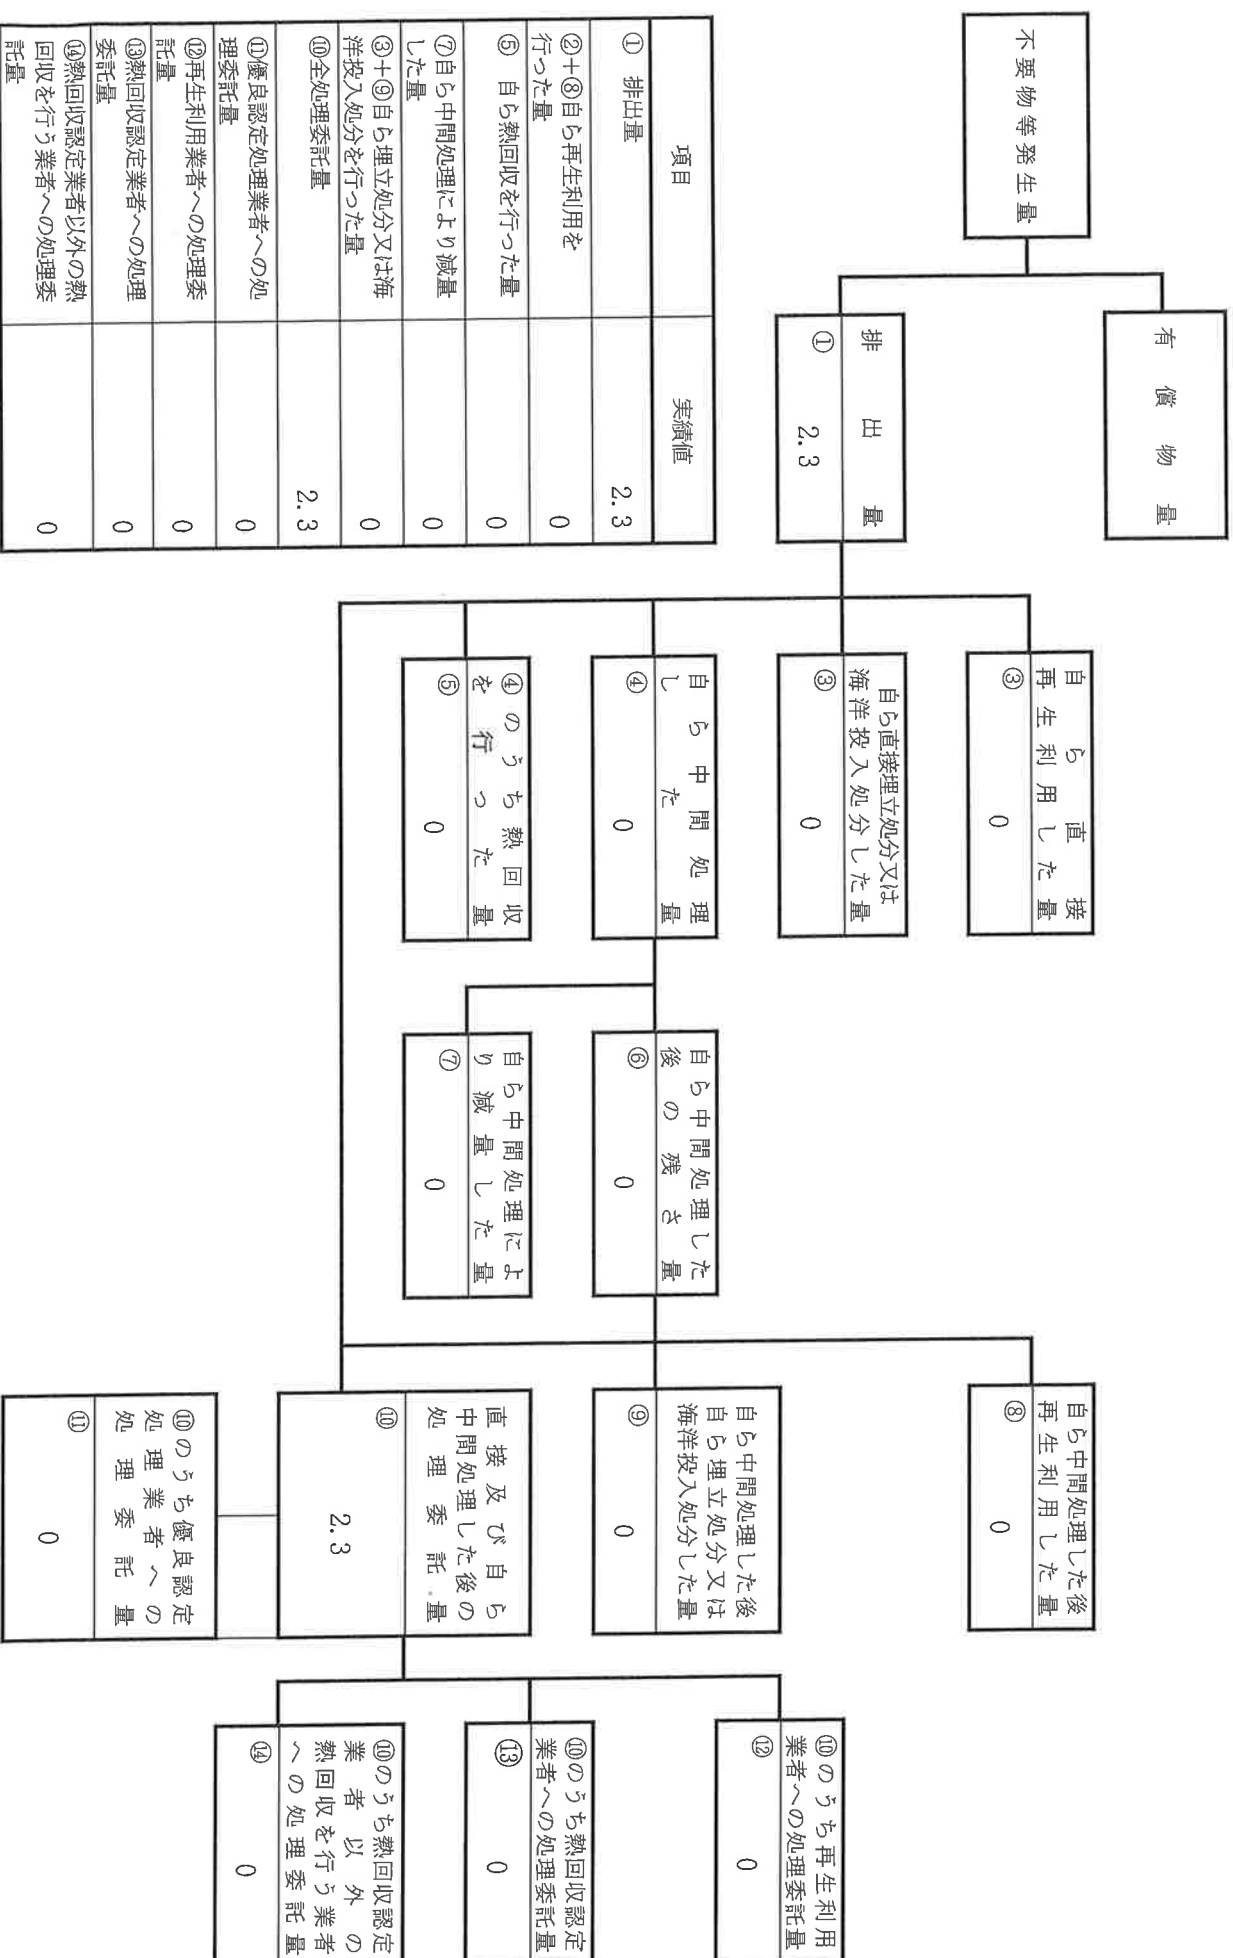 不要物等発生量
有償物量
排出量
①
2.3
自ら直接
再生利用した量
③
0
自ら直接埋立処分又は
海洋投入処分した量
③
0
自ら中間処理
した量
④
0
④のうち熱回収
を行った量
⑤
0
自ら中間処理した
後の残さ量
⑥
0
自ら中間処理によ
り減量した量
⑦
0
自ら中間処理した後
再生利用した量
⑧
0
自ら中間処理した後
自ら埋立処分又は
海洋投入処分した量
⑨
0
直接及び自ら
中間処理した後の
処理委託量
⑩
2.3
⑩のうち優良認定
処理業者への
処理委託量
⑪
0
⑩のうち再生利用
業者への処理委託量
⑫
0
⑩のうち熱回収認定
業者への処理委託量
⑬
0
⑩のうち熱回収認定
業者以外の
熱回収を行う業者
への処理委託量
⑭
0
項目 実績値
① 排出量 2.3
②+⑧自ら再生利用を
行った量 0
⑤ 自ら熱回収を行った量 0
⑦自ら中間処理により減量
した量 0
③+⑨自ら埋立処分又は海
洋投入処分を行った量 0
⑩全処理委託量 2.3
⑪優良認定処理業者への処
理委託量 0
⑫再生利用業者への処理委
託量 0
⑬熱回収認定業者への処理
委託量 0
⑭熱回収認定業者以外の熱
回収を行う業者への処理委
託量 0